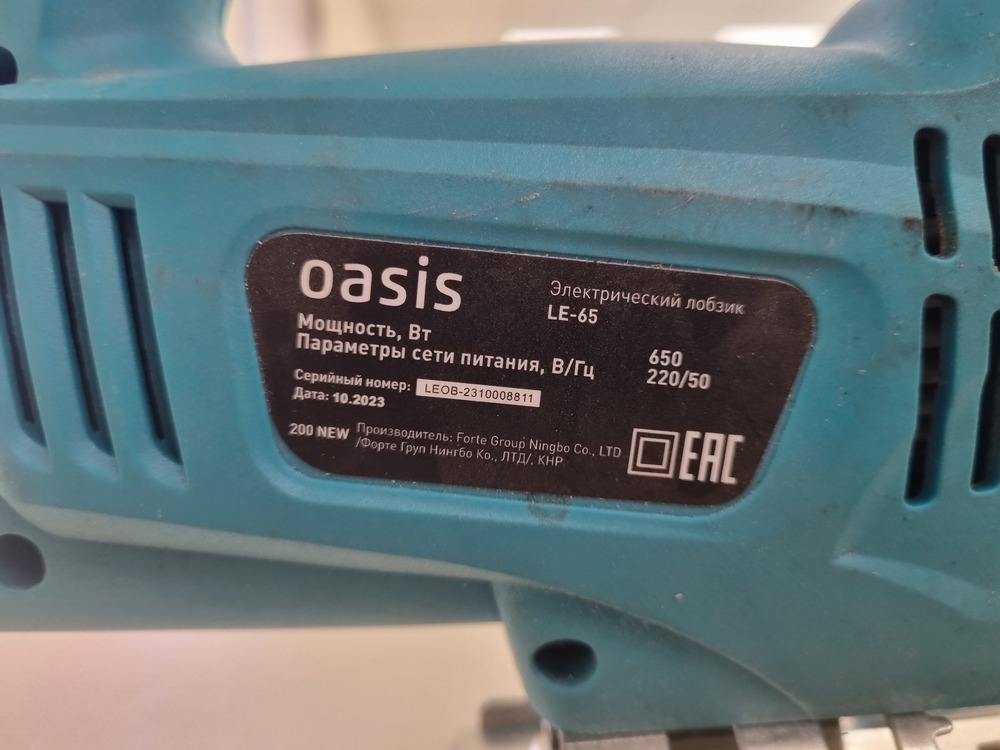 oasis
Электрический лобзик
LE-65
Мощность, Вт 650
Параметры сети питания, В/Гц 220/50
Серийный номер: LEOB-2310008811
Дата: 10.2023
200 NEW
Производитель: Forte Group Ningbo Co., LTD
/Форте Груп Нингбо Ко., ЛТД/, КНР
EAC